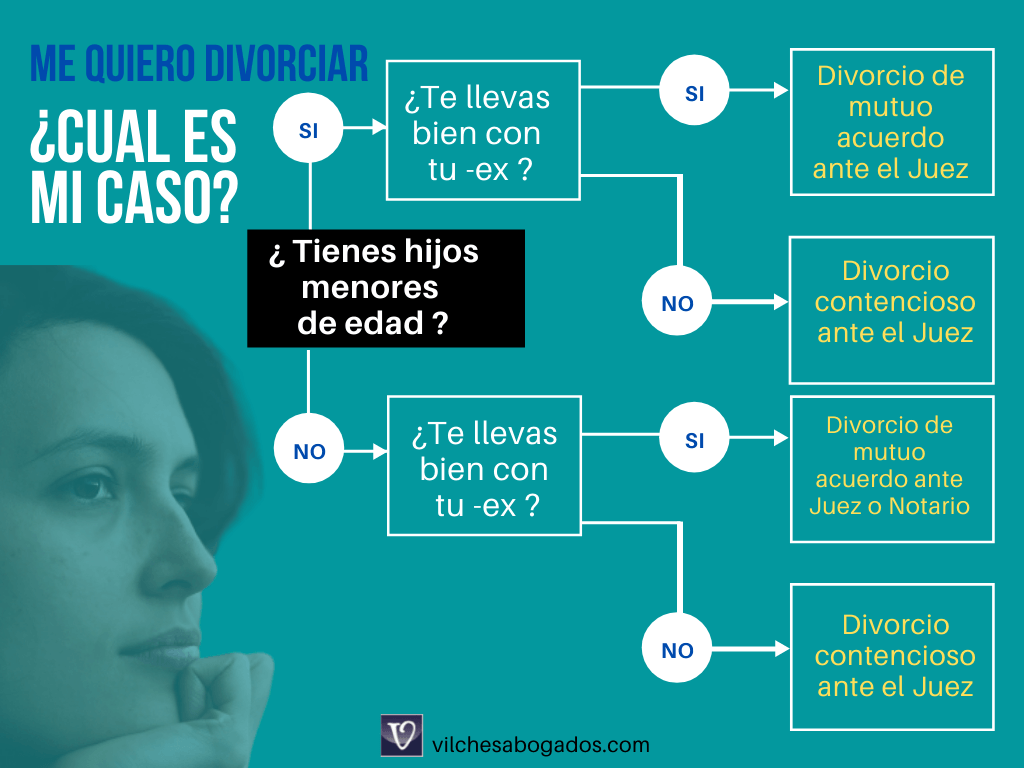 ME QUIERO DIVORCIAR
¿CUAL ES
MI CASO?
SI
¿Te llevas
bien con
tu -ex ?
SI
Divorcio de
mutuo
acuerdo
ante el Juez
NO
Divorcio
contencioso
ante el Juez
¿ Tienes hijos
menores
de edad ?
NO
¿Te llevas
bien con
tu -ex ?
SI
Divorcio de
mutuo
acuerdo ante
Juez o Notario
NO
Divorcio
contencioso
ante el Juez
V
vilchesabogados.com